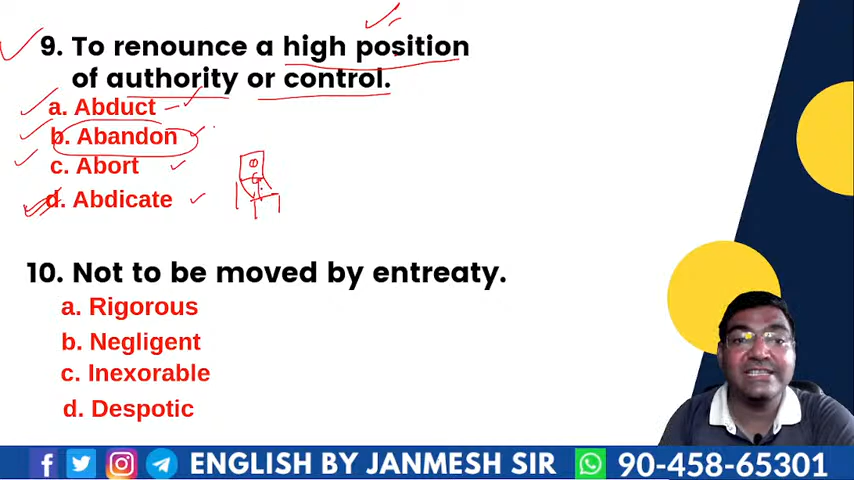 9. To renounce a high position
of authority or control.
a. Abduct
b. Abandon
c. Abort
d. Abdicate
10. Not to be moved by entreaty.
a. Rigorous
b. Negligent
c. Inexorable
d. Despotic
ENGLISH BY JANMESH SIR 90-458-65301